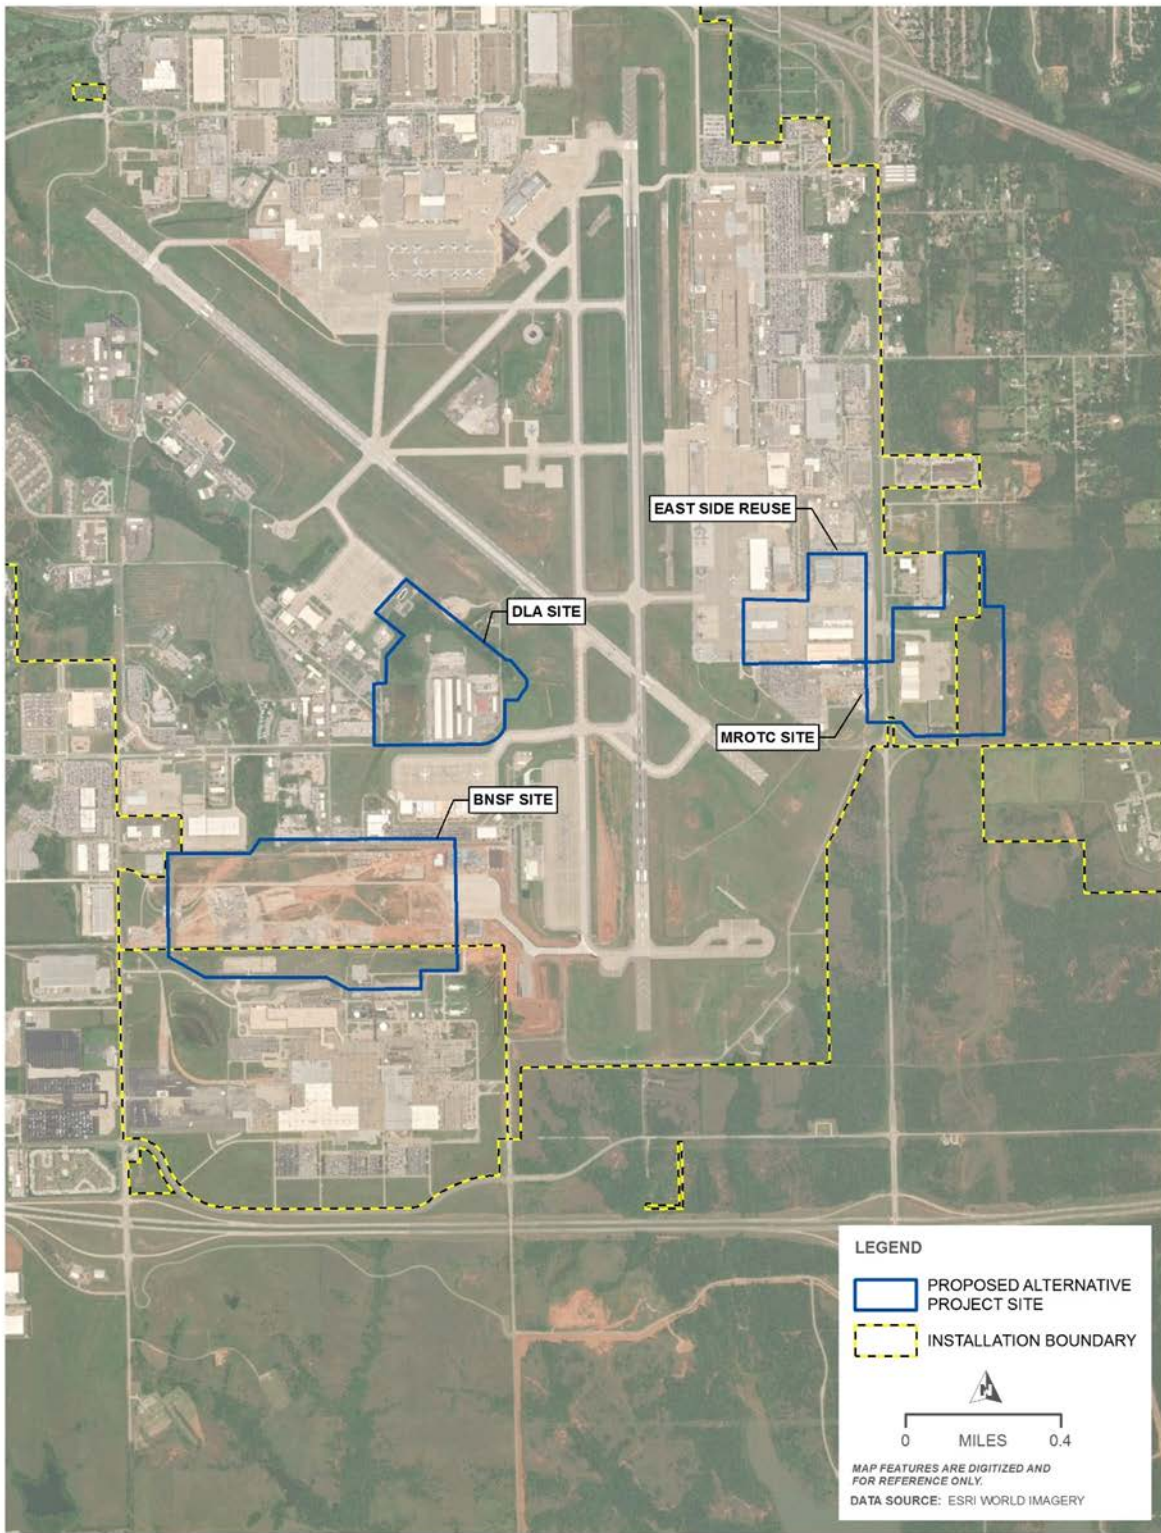 EAST SIDE REUSE
DLA SITE
MROTC SITE
BNSF SITE
LEGEND
PROPOSED ALTERNATIVE
PROJECT SITE
INSTALLATION BOUNDARY
0 MILES 0.4
MAP FEATURES ARE DIGITIZED AND
FOR REFERENCE ONLY.
DATA SOURCE: ESRI WORLD IMAGERY